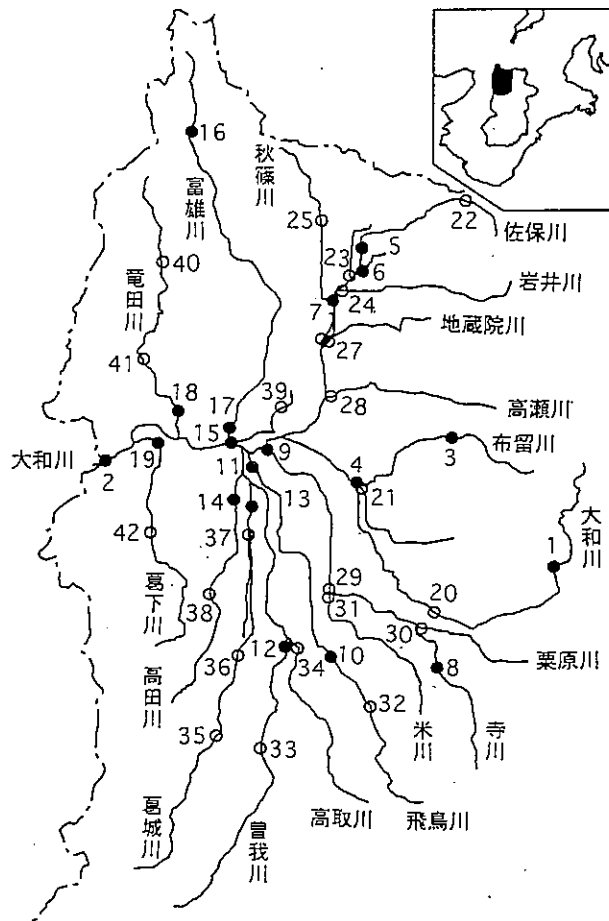 16
秋篠川
富雄川
25
22
佐保川
5
23
6
40
竜田川
24
岩井川
7
地蔵院川
27
41
18
39
28
高瀬川
17
15
大和川
2
19
9
4
3
布留川
11
21
14
13
大和川
1
42
37
29
20
38
31
30
葛下川
12
34
10
8
粟原川
36
高田川
32
35
33
米川
寺川
葛城川
曽我川
高取川
飛鳥川